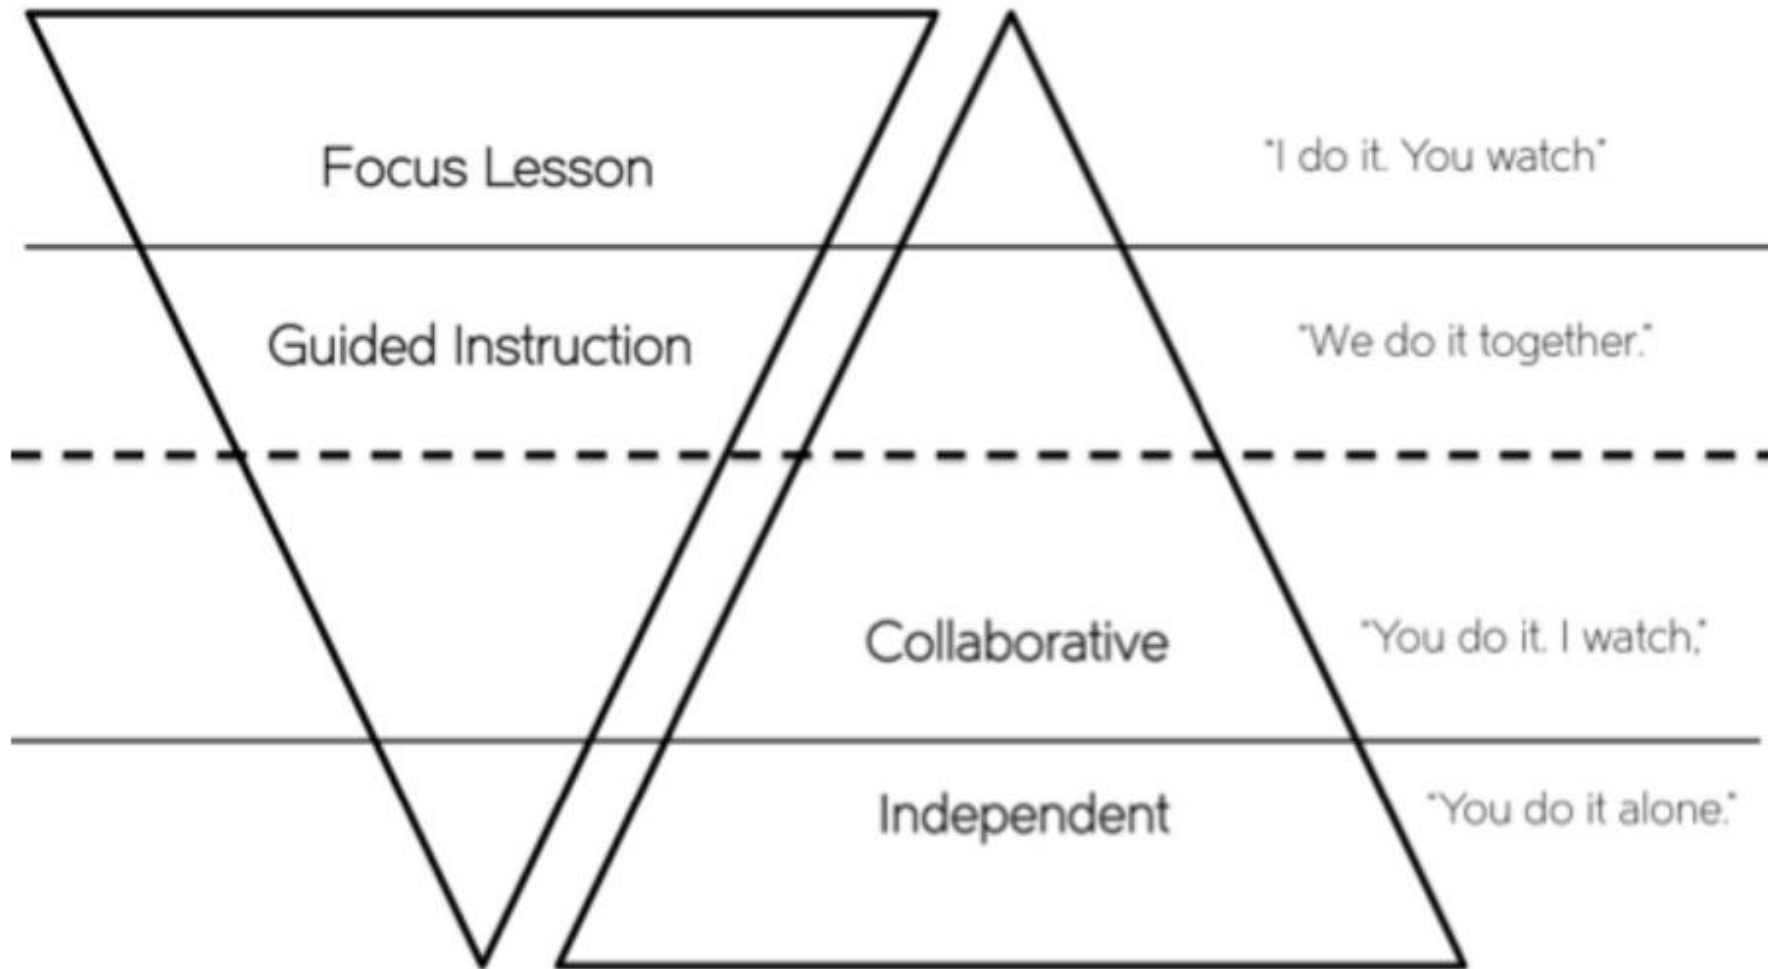 Focus Lesson
"I do it. You watch"
Guided Instruction
"We do it together."
Collaborative
"You do it. I watch,"
Independent
"You do it alone."